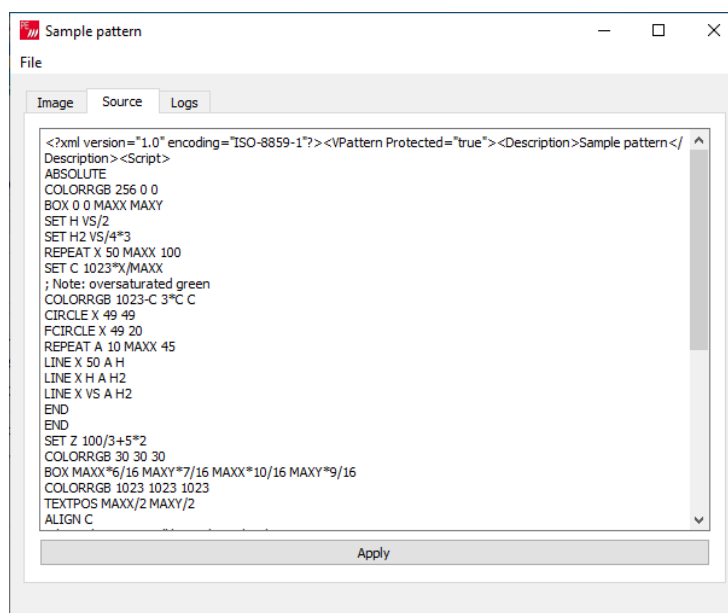 Sample pattern
File
Image Source Logs
<?xml version="1.0" encoding="ISO-8859-1"?><VPattern Protected="true"><Description>Sample pattern</
Description><Script>
ABSOLUTE
COLORRGB 256 0 0
BOX 0 0 MAXX MAXY
SET H VS/2
SET H2 VS/4*3
REPEAT X 50 MAXX 100
SET C 1023*X/MAXX
; Note: oversaturated green
COLORRGB 1023-C 3*C C
CIRCLE X 49 49
FCIRCLE X 49 20
REPEAT A 10 MAXX 45
LINE X 50 A H
LINE X H A H2
LINE X VS A H2
END
END
SET Z 100/3+5*2
COLORRGB 30 30 30
BOX MAXX*6/16 MAXY*7/16 MAXX*10/16 MAXY*9/16
COLORRGB 1023 1023 1023
TEXTPOS MAXX/2 MAXY/2
ALIGN C
Apply